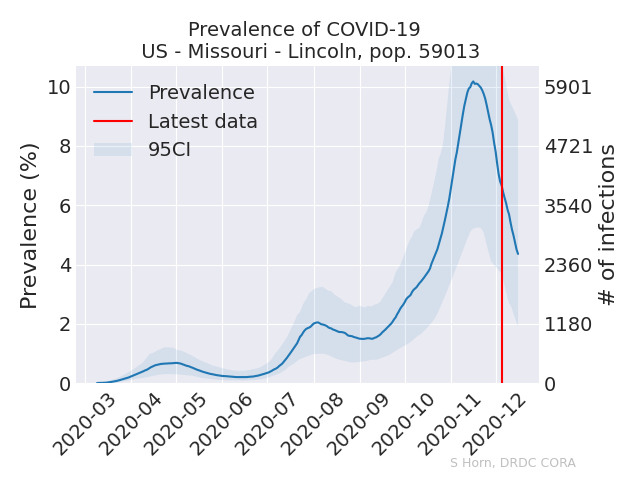 Prevalence of COVID-19
US - Missouri - Lincoln, pop. 59013
Prevalence
Latest data
95CI
Prevalence (%)
10
8
6
4
2
0
5901
4721
3540
2360
1180
0
# of infections
2020-03
2020-04
2020-05
2020-06
2020-07
2020-08
2020-09
2020-10
2020-11
2020-12
S Horn, DRDC CORA